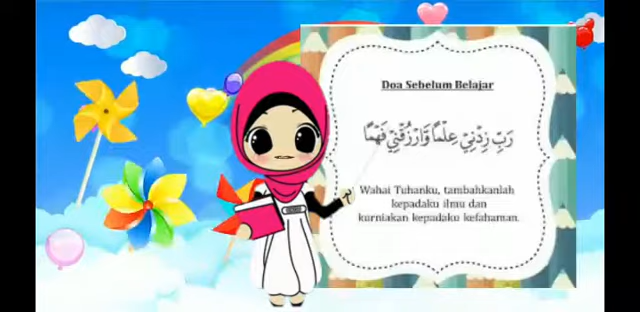 Doa Sebelum Belajar
رَبِّ زِدْنِيْ عِلْمًا وَّارْزُقْنِيْ فَهْمًا
Wahai Tuhanku, tambahkanlah
kepadaku ilmu dan
kurniakan kepadaku kefahaman.